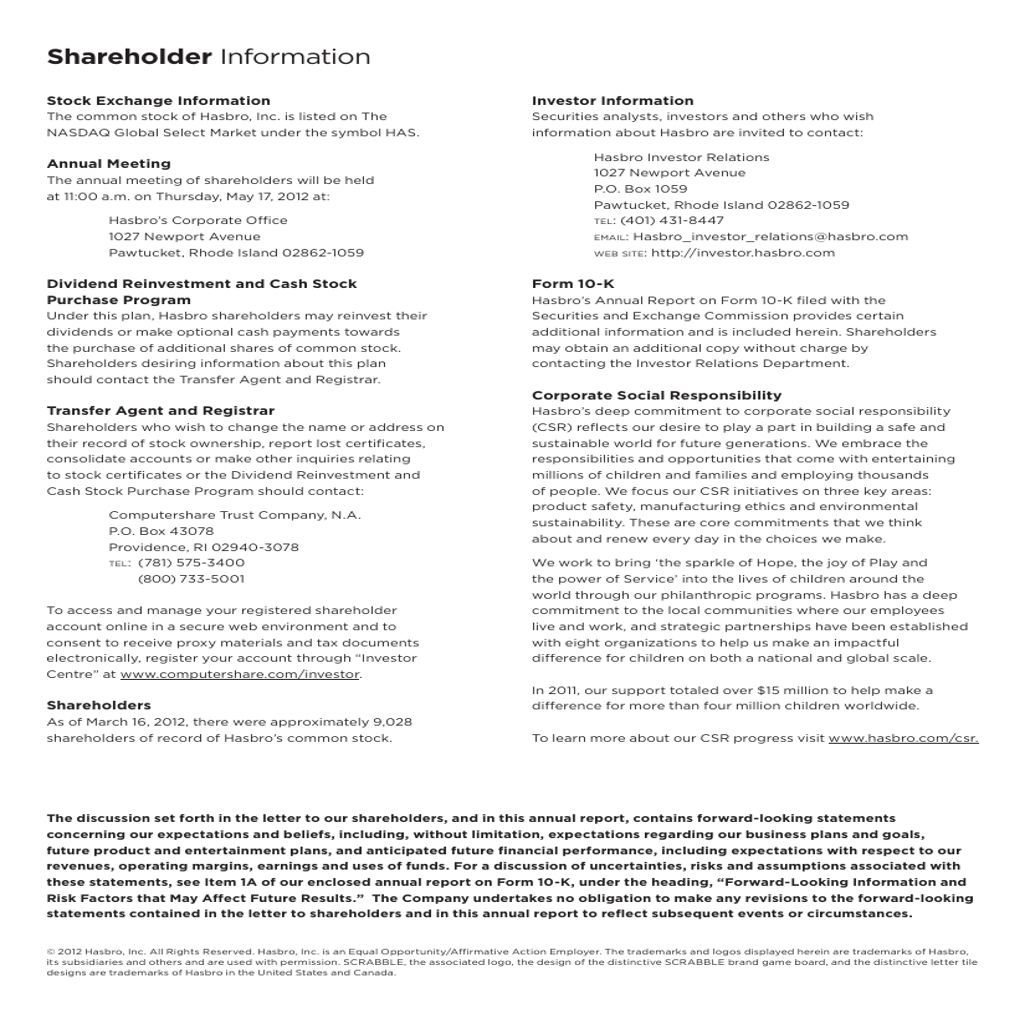 Shareholder Information
Stock Exchange Information
The common stock of Hasbro, Inc. is listed on The
NASDAQ Global Select Market under the symbol HAS.
Annual Meeting
The annual meeting of shareholders will be held
at 11:00 a.m. on Thursday, May 17, 2012 at:
Hasbro's Corporate Office
1027 Newport Avenue
Pawtucket, Rhode Island 02862-1059
Dividend Reinvestment and Cash Stock
Purchase Program
Under this plan, Hasbro shareholders may reinvest their
dividends or make optional cash payments towards
the purchase of additional shares of common stock.
Shareholders desiring information about this plan
should contact the Transfer Agent and Registrar.
Transfer Agent and Registrar
Shareholders who wish to change the name or address on
their record of stock ownership, report lost certificates,
consolidate accounts or make other inquiries relating
to stock certificates or the Dividend Reinvestment and
Cash Stock Purchase Program should contact:
Computershare Trust Company, N.A.
P.O. Box 43078
Providence, RI 02940-3078
TEL: (781) 575-3400
(800) 733-5001
To access and manage your registered shareholder
account online in a secure web environment and to
consent to receive proxy materials and tax documents
electronically, register your account through “Investor
Centre” at www.computershare.com/investor.
Shareholders
As of March 16, 2012, there were approximately 9,028
shareholders of record of Hasbro's common stock.
Investor Information
Securities analysts, investors and others who wish
information about Hasbro are invited to contact:
Hasbro Investor Relations
1027 Newport Avenue
P.O. Box 1059
Pawtucket, Rhode Island 02862-1059
TEL: (401) 431-8447
EMAIL: Hasbro_investor_relations@hasbro.com
WEB SITE: http://investor.hasbro.com
Form 10-K
Hasbro's Annual Report on Form 10-K filed with the
Securities and Exchange Commission provides certain
additional information and is included herein. Shareholders
may obtain an additional copy without charge by
contacting the Investor Relations Department.
Corporate Social Responsibility
Hasbro's deep commitment to corporate social responsibility
(CSR) reflects our desire to play a part in building a safe and
sustainable world for future generations. We embrace the
responsibilities and opportunities that come with entertaining
millions of children and families and employing thousands
of people. We focus our CSR initiatives on three key areas:
product safety, manufacturing ethics and environmental
sustainability. These are core commitments that we think
about and renew every day in the choices we make.
We work to bring ‘the sparkle of Hope, the joy of Play and
the power of Service’ into the lives of children around the
world through our philanthropic programs. Hasbro has a deep
commitment to the local communities where our employees
live and work, and strategic partnerships have been established
with eight organizations to help us make an impactful
difference for children on both a national and global scale.
In 2011, our support totaled over $15 million to help make a
difference for more than four million children worldwide.
To learn more about our CSR progress visit www.hasbro.com/csr.
The discussion set forth in the letter to our shareholders, and in this annual report, contains forward-looking statements
concerning our expectations and beliefs, including, without limitation, expectations regarding our business plans and goals,
future product and entertainment plans, and anticipated future financial performance, including expectations with respect to our
revenues, operating margins, earnings and uses of funds. For a discussion of uncertainties, risks and assumptions associated with
these statements, see Item 1A of our enclosed annual report on Form 10-K, under the heading, “Forward-Looking Information and
Risk Factors that May Affect Future Results.” The Company undertakes no obligation to make any revisions to the forward-looking
statements contained in the letter to shareholders and in this annual report to reflect subsequent events or circumstances.
© 2012 Hasbro, Inc. All Rights Reserved. Hasbro, Inc. is an Equal Opportunity/Affirmative Action Employer. The trademarks and logos displayed herein are trademarks of Hasbro,
its subsidiaries and others and are used with permission. SCRABBLE, the associated logo, the design of the distinctive SCRABBLE brand game board, and the distinctive letter tile
designs are trademarks of Hasbro in the United States and Canada.